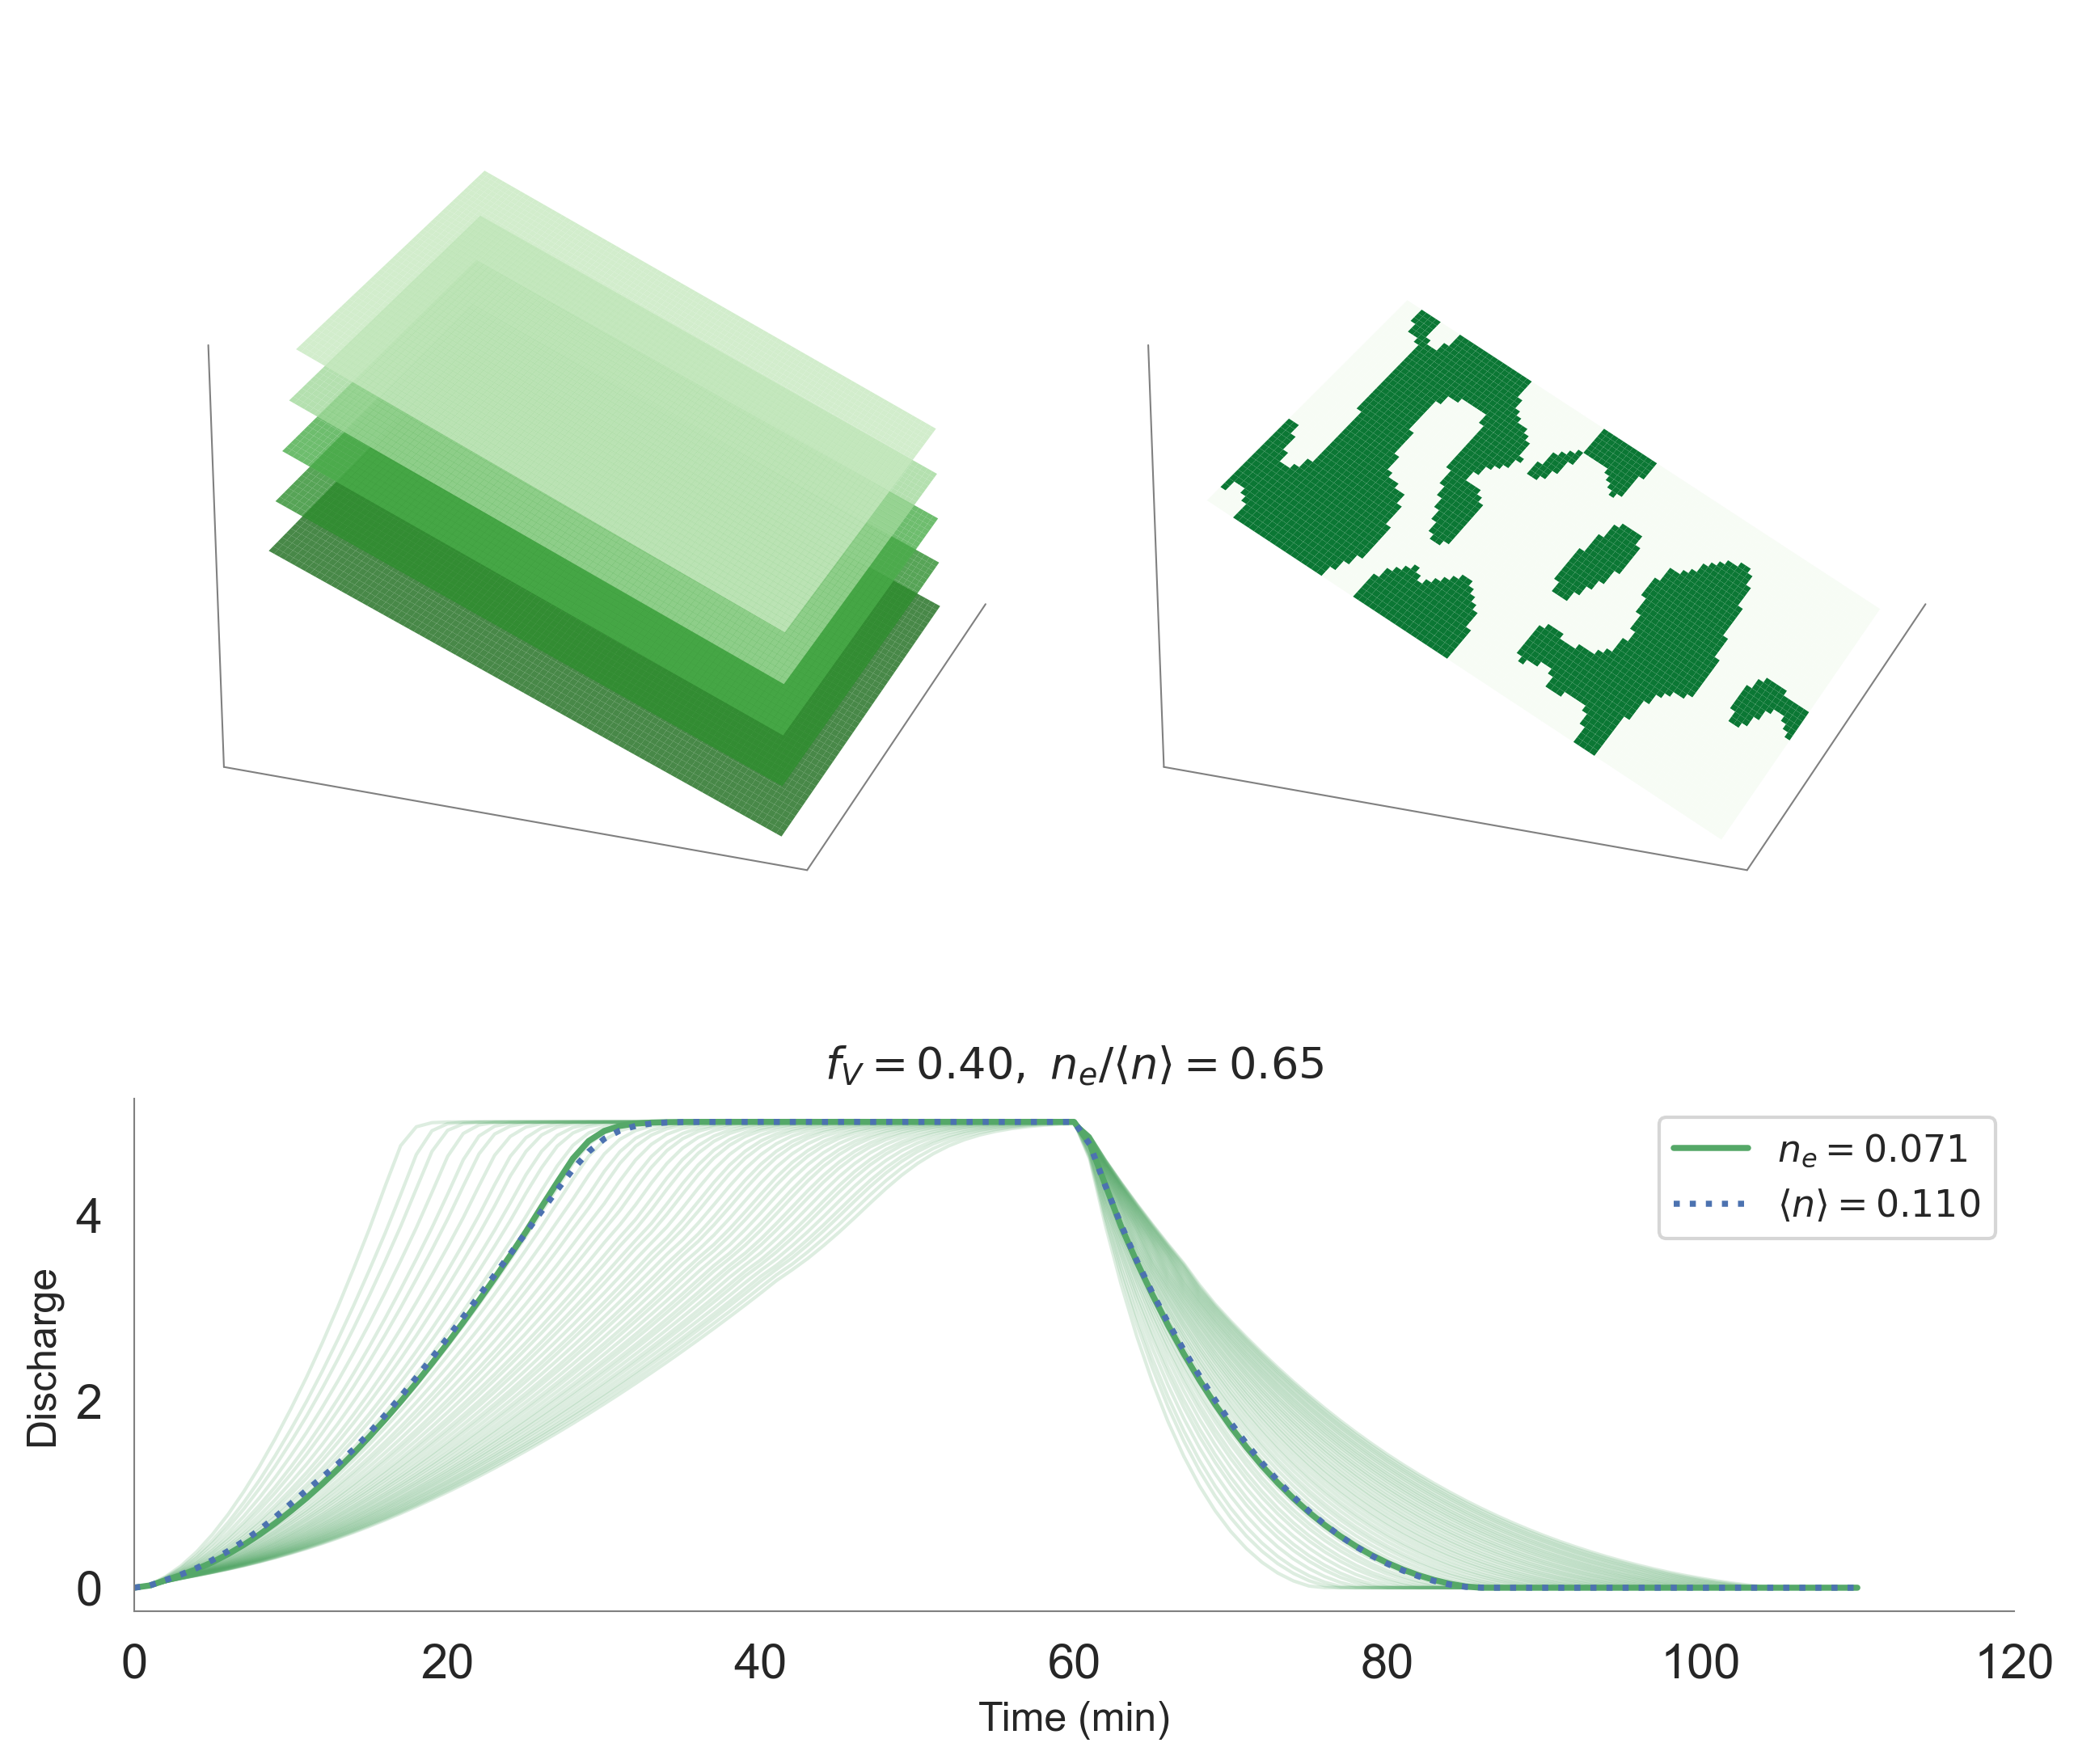 f_V = 0.40, n_e/⟨n⟩ = 0.65
n_e = 0.071
⟨n⟩ = 0.110
Discharge
4
2
0
0 20 40 60 80 100 120
Time (min)